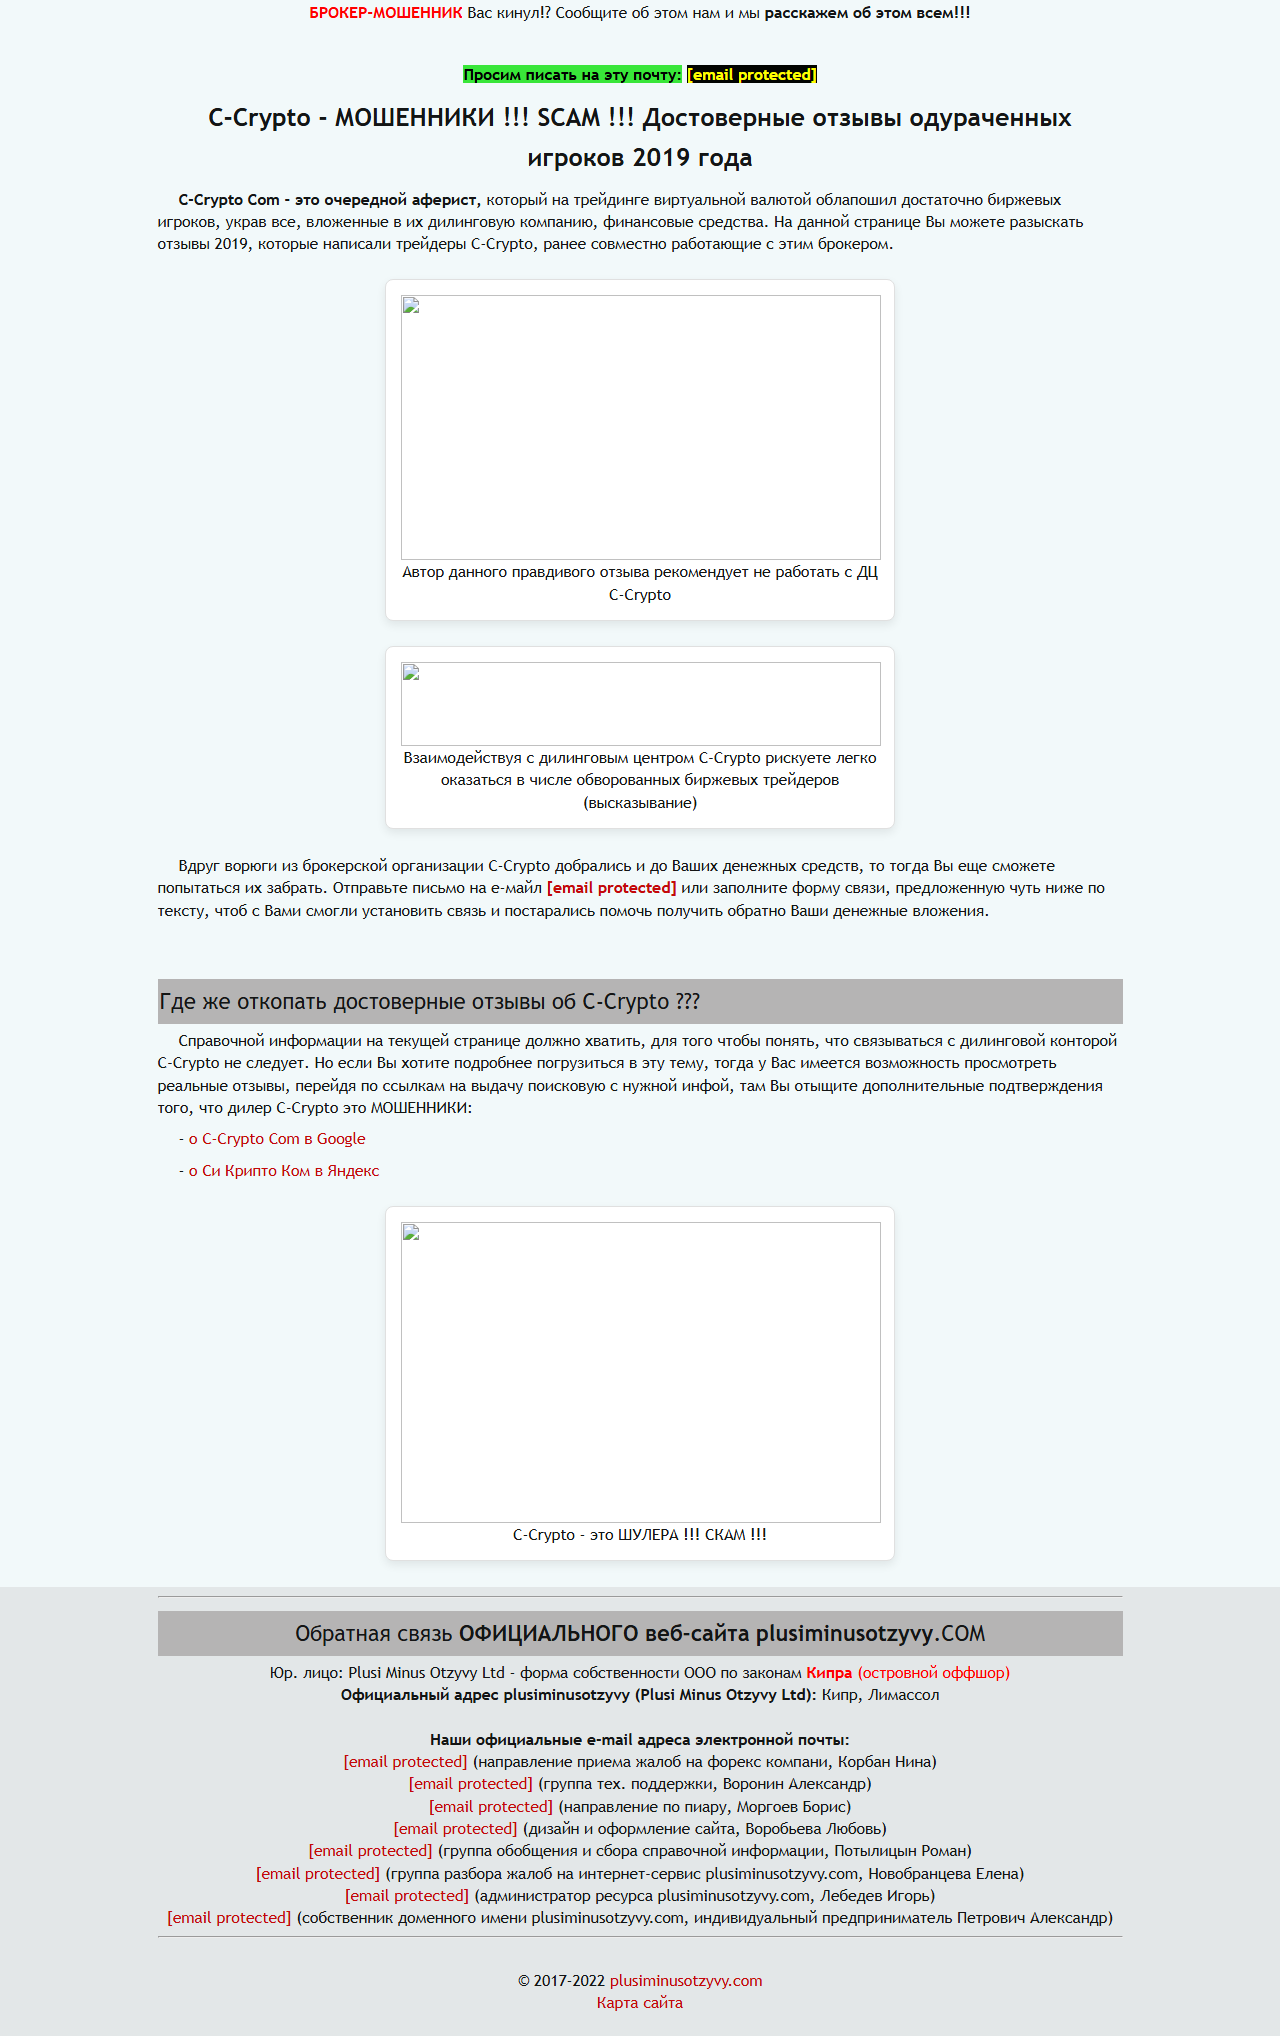 БРОКЕР-МОШЕННИК Вас кинул!? Сообщите об этом нам и мы расскажем об этом всем!!!
Просим писать на эту почту: [email protected]
C-Crypto - МОШЕННИКИ !!! SCAM !!! Достоверные отзывы одураченных
игроков 2019 года
C-Crypto Com - это очередной аферист, который на трейдинге виртуальной валютой облапошил достаточно биржевых
игроков, украв все, вложенные в их дилинговую компанию, финансовые средства. На данной странице Вы можете разыскать
отзывы 2019, которые написали трейдеры C-Crypto, ранее совместно работающие с этим брокером.
Автор данного правдивого отзыва рекомендует не работать с ДЦ
C-Crypto
Взаимодействуя с дилинговым центром C-Crypto рискуете легко
оказаться в числе обворованных биржевых трейдеров
(высказывание)
Вдруг ворюги из брокерской организации C-Crypto добрались и до Ваших денежных средств, то тогда Вы еще сможете
попытаться их забрать. Отправьте письмо на е-майл [email protected] или заполните форму связи, предложенную чуть ниже по
тексту, чтоб с Вами смогли установить связь и постарались помочь получить обратно Ваши денежные вложения.
Где же откопать достоверные отзывы об C-Crypto ???
Справочной информации на текущей странице должно хватить, для того чтобы понять, что связываться с дилинговой конторой
C-Crypto не следует. Но если Вы хотите подробнее погрузиться в эту тему, тогда у Вас имеется возможность просмотреть
реальные отзывы, перейдя по ссылкам на выдачу поисковую с нужной инфой, там Вы отыщите дополнительные подтверждения
того, что дилер C-Crypto это МОШЕННИКИ:
- о C-Crypto Com в Google
- о Си Крипто Ком в Яндекс
C-Crypto - это ШУЛЕРА !!! СКАМ !!!
Обратная связь ОФИЦИАЛЬНОГО веб-сайта plusiminusotzyvy.COM
Юр. лицо: Plusi Minus Otzyvy Ltd - форма собственности ООО по законам Кипра (островной оффшор)
Официальный адрес plusiminusotzyvy (Plusi Minus Otzyvy Ltd): Кипр, Лимассол
Наши официальные e-mail адреса электронной почты:
[email protected] (направление приема жалоб на форекс компани, Корбан Нина)
[email protected] (группа тех. поддержки, Воронин Александр)
[email protected] (направление по пиару, Моргоев Борис)
[email protected] (дизайн и оформление сайта, Воробьева Любовь)
[email protected] (группа обобщения и сбора справочной информации, Потылицын Роман)
[email protected] (группа разбора жалоб на интернет-сервис plusiminusotzyvy.com, Новобранцева Елена)
[email protected] (администратор ресурса plusiminusotzyvy.com, Лебедев Игорь)
[email protected] (собственник доменного имени plusiminusotzyvy.com, индивидуальный предприниматель Петрович Александр)
© 2017-2022 plusiminusotzyvy.com
Карта сайта